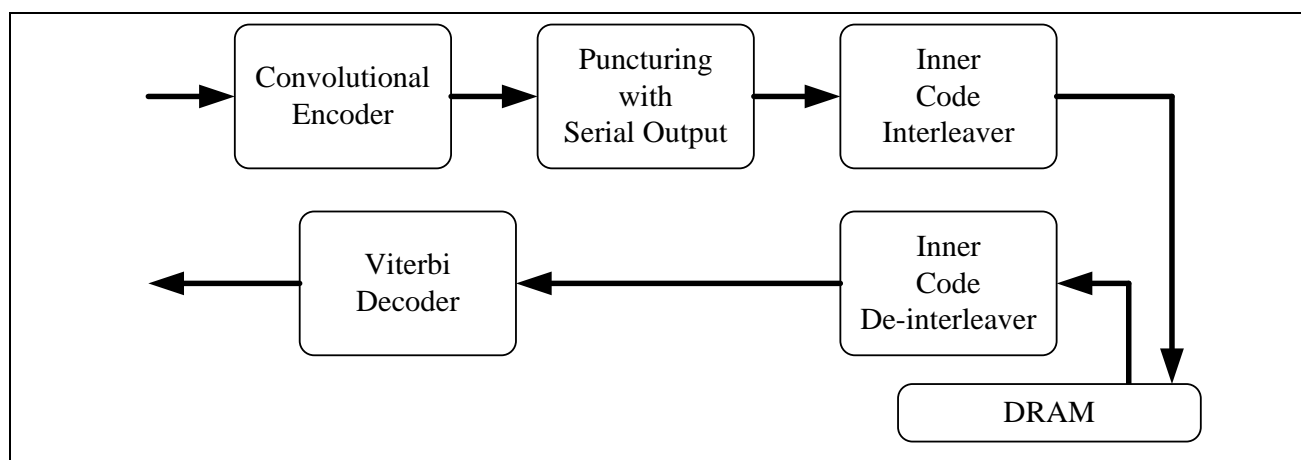 Convolutional
Encoder
Puncturing
with
Serial Output
Inner
Code
Interleaver
Viterbi
Decoder
Inner
Code
De-interleaver
DRAM